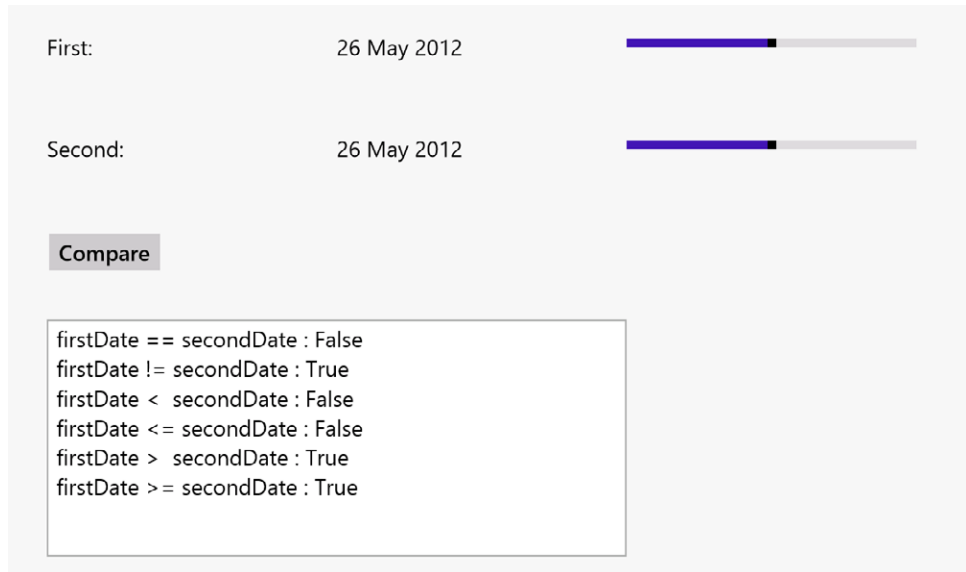 First: 26 May 2012
Second: 26 May 2012
Compare
firstDate == secondDate : False
firstDate != secondDate : True
firstDate <  secondDate : False
firstDate <= secondDate : False
firstDate >  secondDate : True
firstDate >= secondDate : True